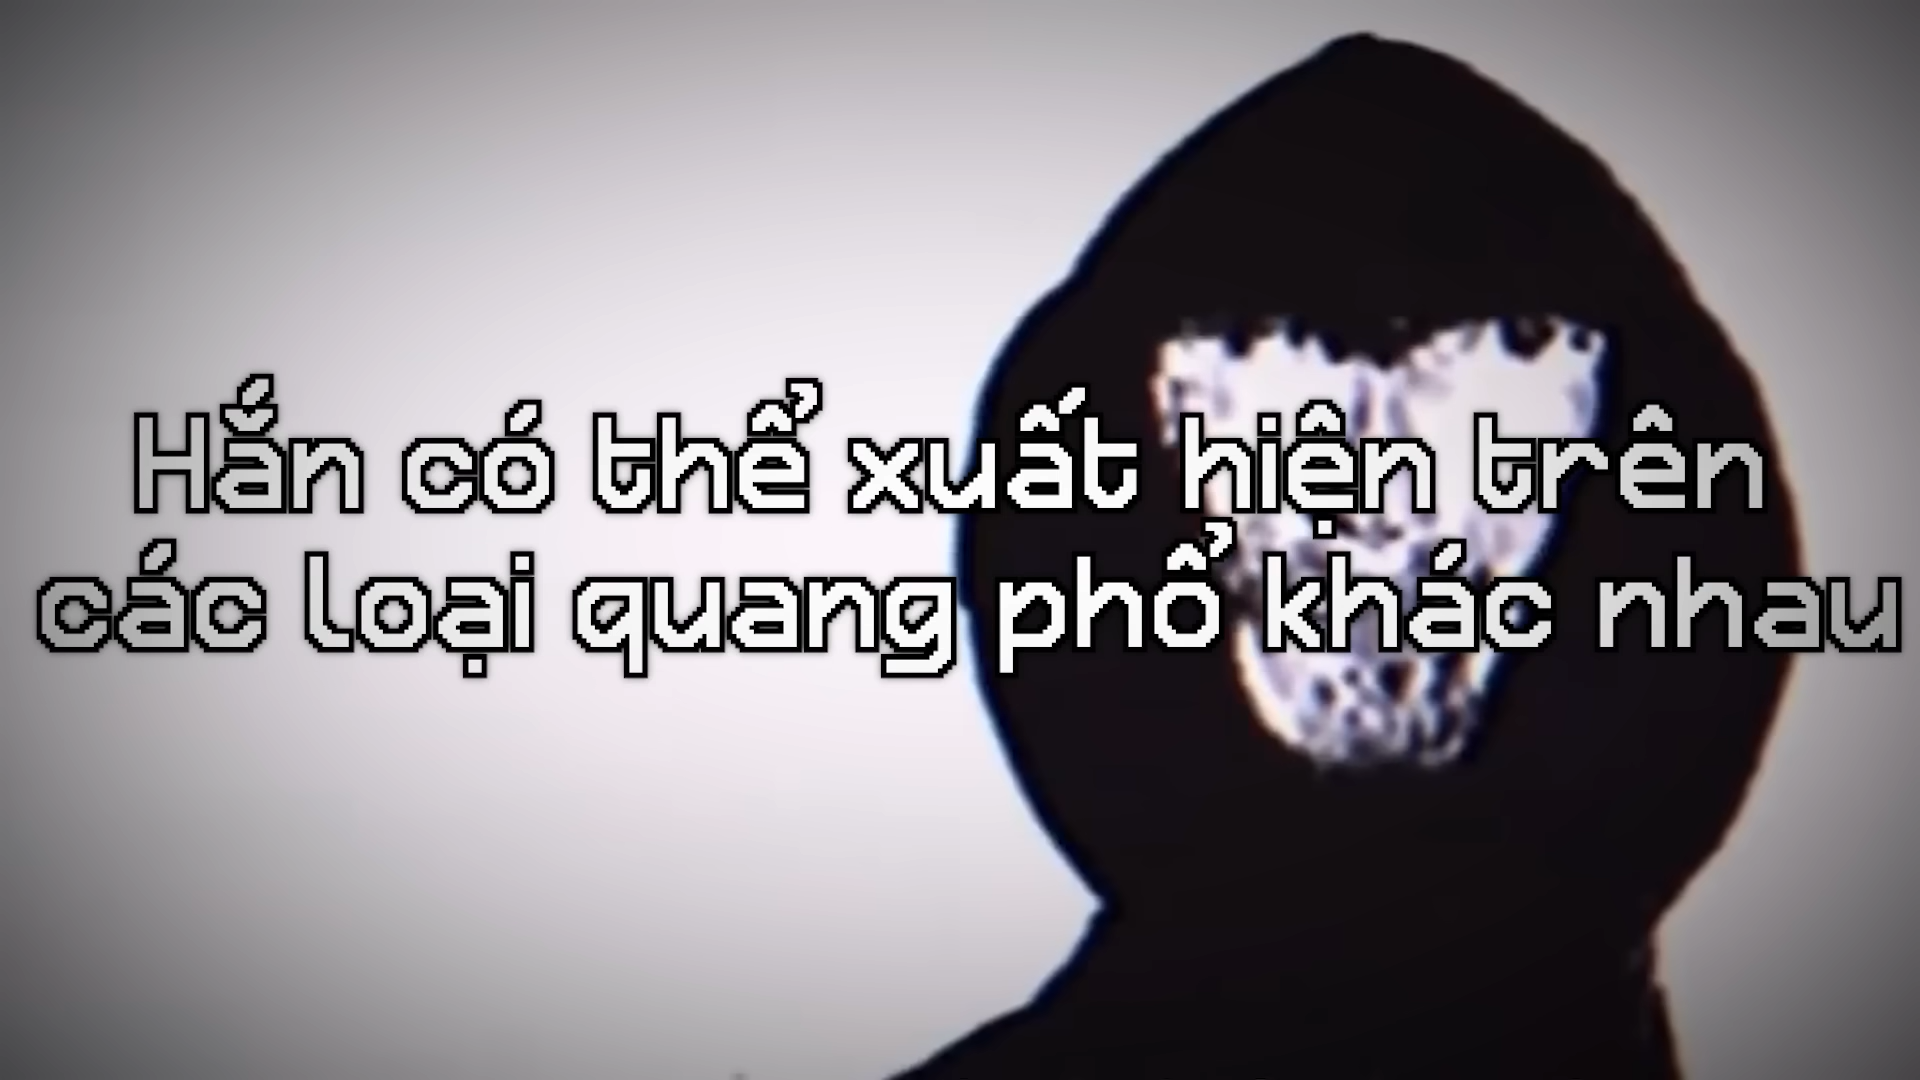 Hắn có thể xuất hiện trên
các loại quang phổ khác nhau